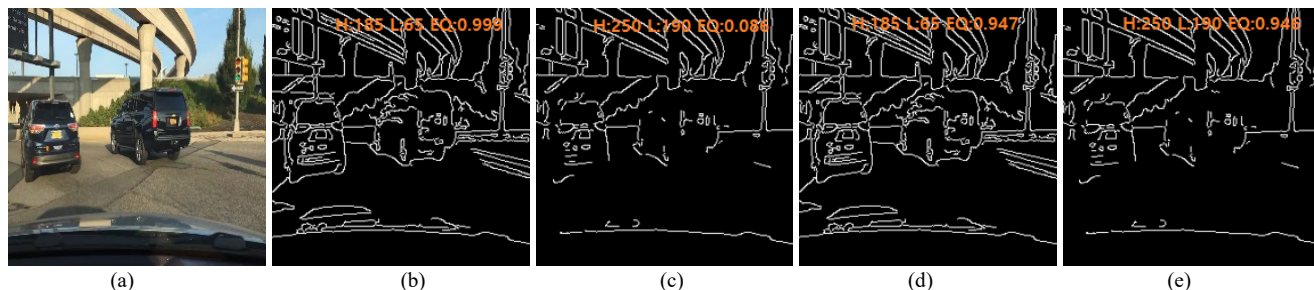 H:185 L:65 EQ:0.999
H:250 L:190 EQ:0.086
H:185 L:65 EQ:0.947
H:250 L:190 EQ:0.946
(a)
(b)
(c)
(d)
(e)